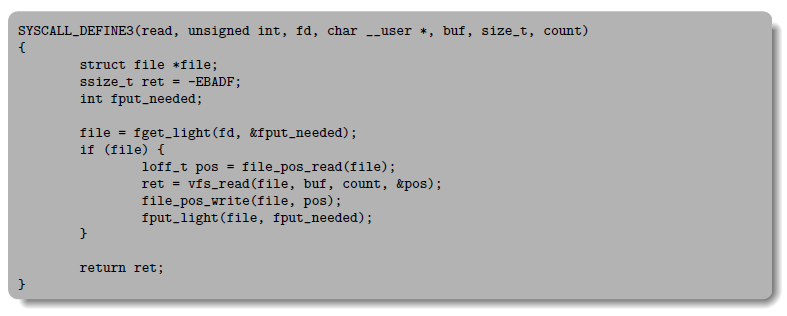 SYSCALL_DEFINE3(read, unsigned int, fd, char __user *, buf, size_t, count)
{
        struct file *file;
        ssize_t ret = -EBADF;
        int fput_needed;

        file = fget_light(fd, &fput_needed);
        if (file) {
                loff_t pos = file_pos_read(file);
                ret = vfs_read(file, buf, count, &pos);
                file_pos_write(file, pos);
                fput_light(file, fput_needed);
        }

        return ret;
}